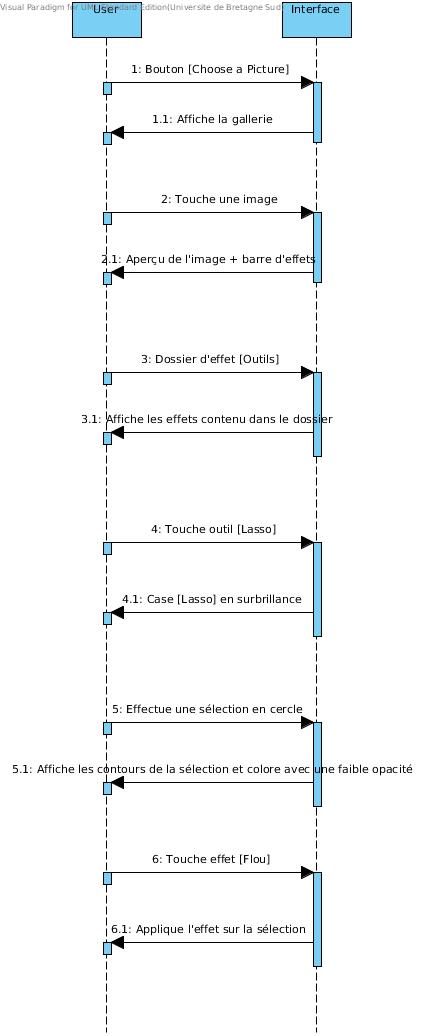 Visual Paradigm for UML Standard Edition(Universite de Bretagne Sud
User
Interface
1: Bouton [Choose a Picture]
1.1: Affiche la gallerie
2: Touche une image
2.1: Aperçu de l'image + barre d'effets
3: Dossier d'effet [Outils]
3.1: Affiche les effets contenu dans le dossier
4: Touche outil [Lasso]
4.1: Case [Lasso] en surbrillance
5: Effectue une sélection en cercle
5.1: Affiche les contours de la sélection et colore avec une faible opacité
6: Touche effet [Flou]
6.1: Applique l'effet sur la sélection